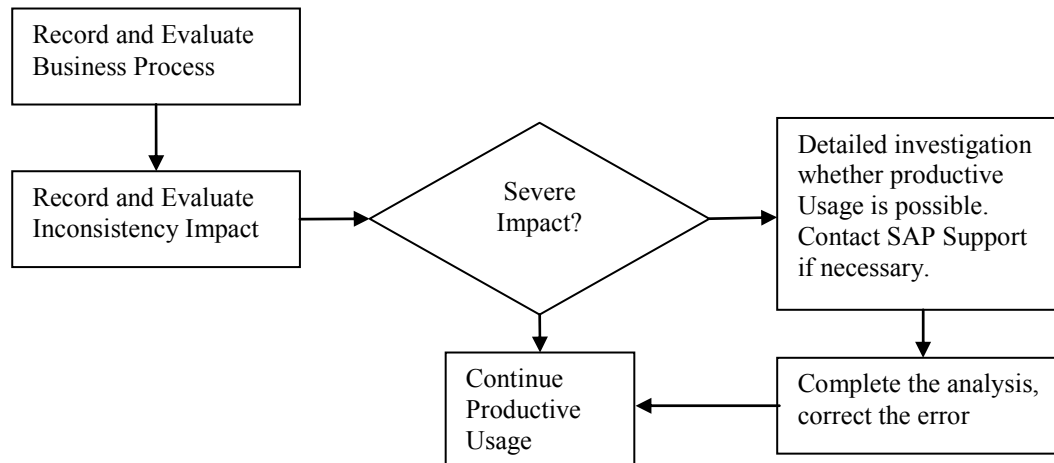 Record and Evaluate
Business Process
Record and Evaluate
Inconsistency Impact
Severe
Impact?
Detailed investigation
whether productive
Usage is possible.
Contact SAP Support
if necessary.
Complete the analysis,
correct the error
Continue
Productive
Usage